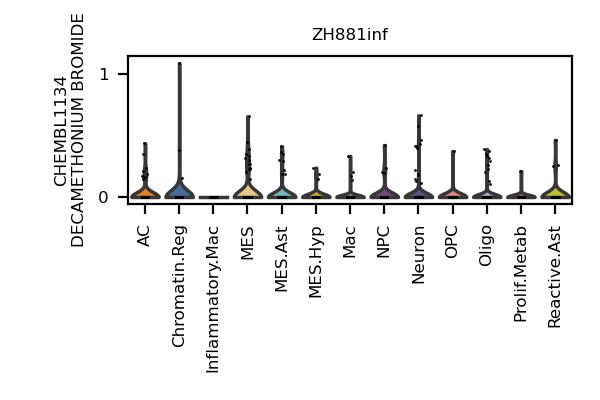 ZH881inf
CHEMBL1134
DECAMETHONIUM BROMIDE
1
0
AC
Chromatin.Reg
Inflammatory.Mac
MES
MES.Ast
MES.Hyp
Mac
NPC
Neuron
OPC
Oligo
Prolif.Metab
Reactive.Ast